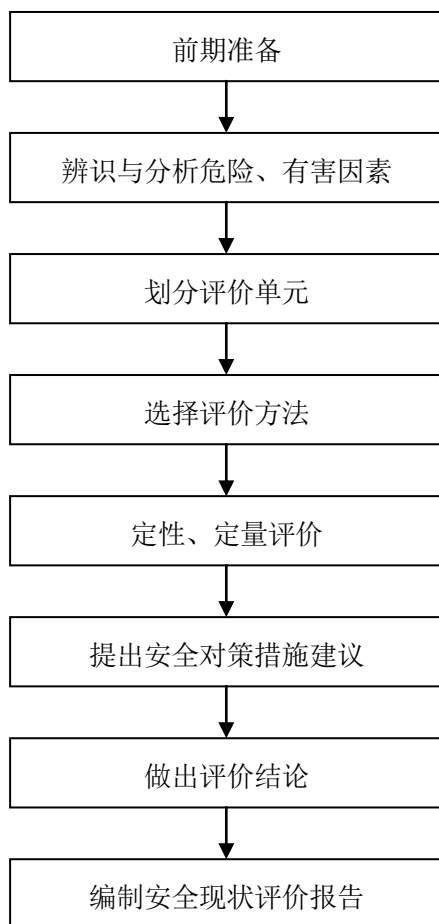 前期准备
辨识与分析危险、有害因素
划分评价单元
选择评价方法
定性、定量评价
提出安全对策措施建议
做出评价结论
编制安全现状评价报告